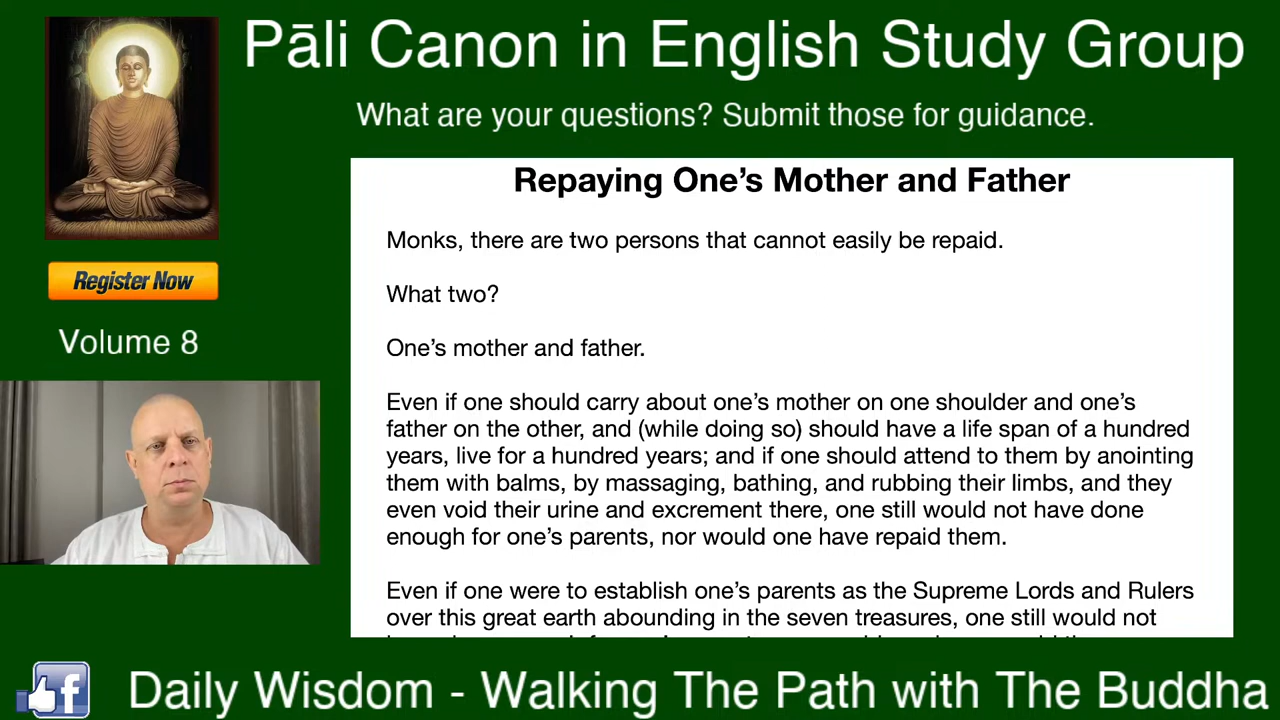 Pāli Canon in English Study Group
What are your questions? Submit those for guidance.
Register Now
Volume 8
Repaying One’s Mother and Father
Monks, there are two persons that cannot easily be repaid.
What two?
One’s mother and father.
Even if one should carry about one’s mother on one shoulder and one’s
father on the other, and (while doing so) should have a life span of a hundred
years, live for a hundred years; and if one should attend to them by anointing
them with balms, by massaging, bathing, and rubbing their limbs, and they
even void their urine and excrement there, one still would not have done
enough for one’s parents, nor would one have repaid them.
Even if one were to establish one’s parents as the Supreme Lords and Rulers
over this great earth abounding in the seven treasures, one still would not
f
Daily Wisdom - Walking The Path with The Buddha